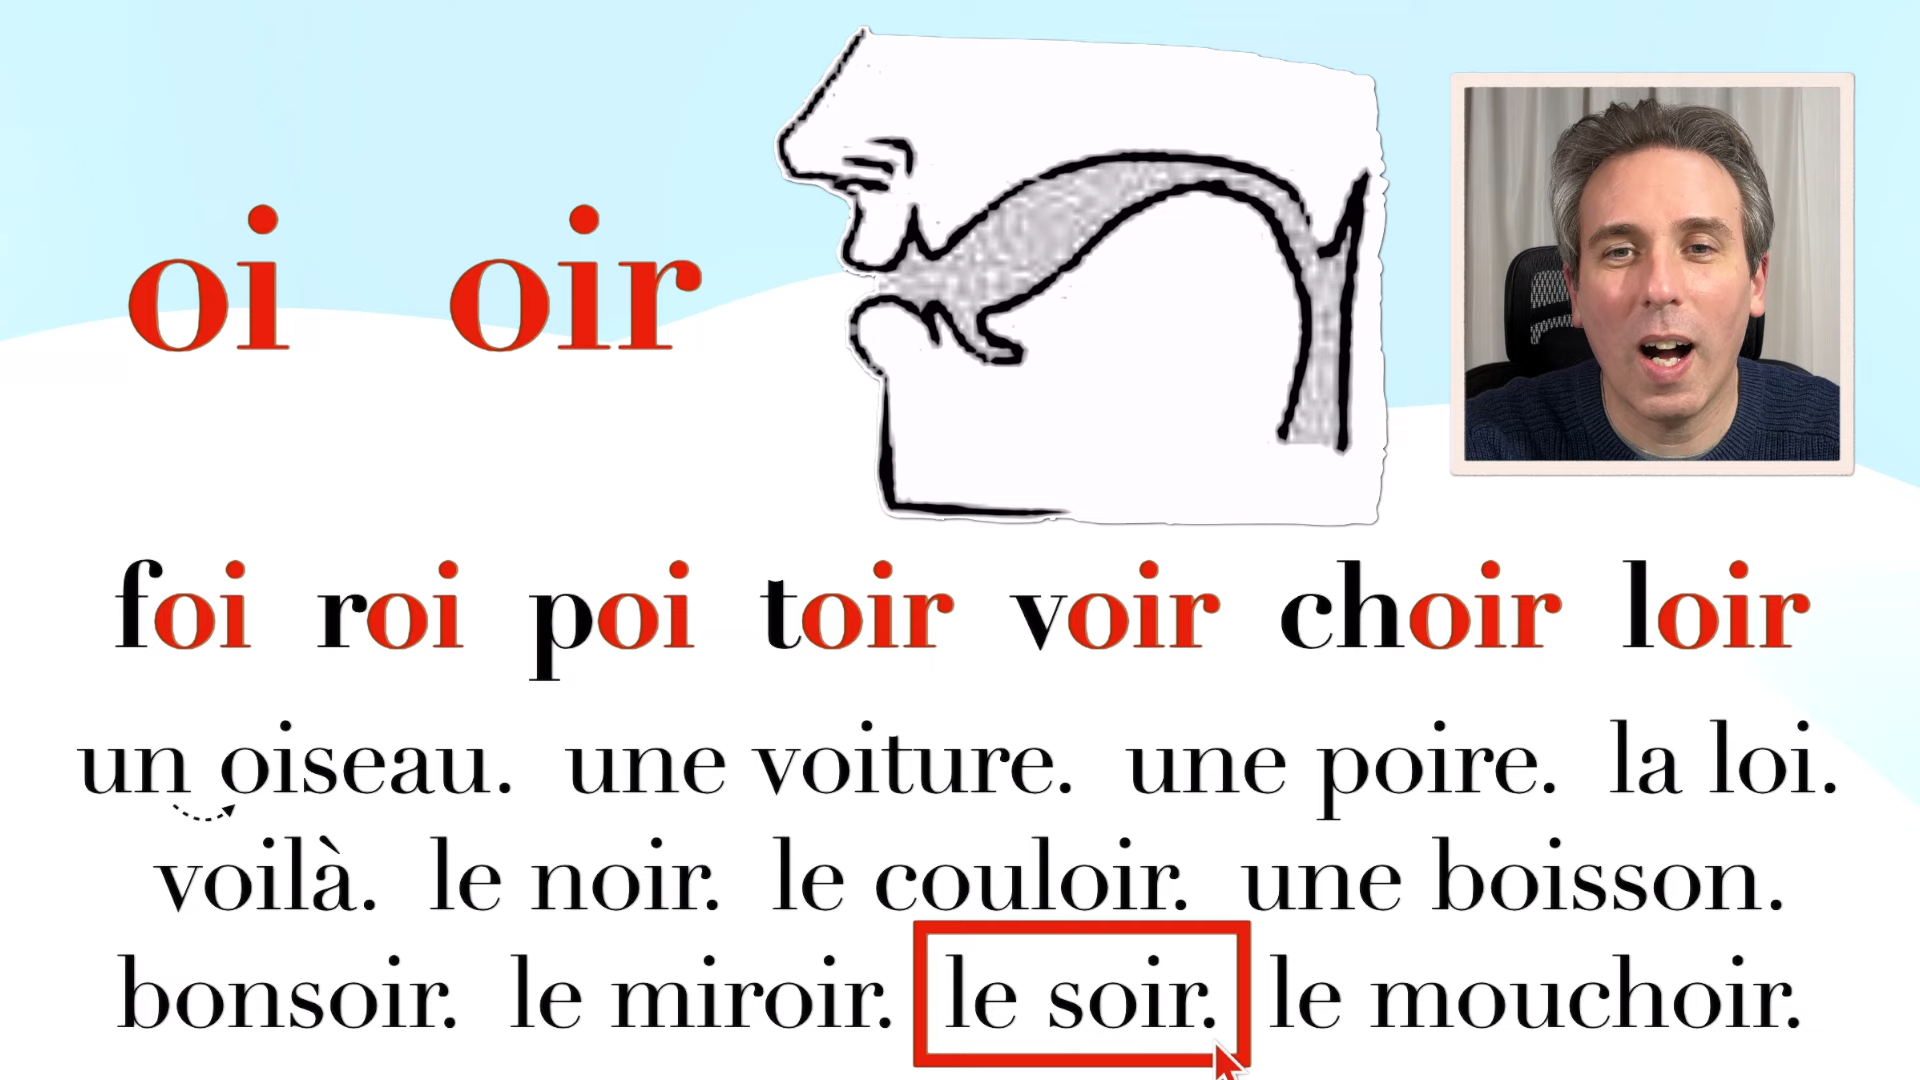 oi oir
foi roi poi toir voir choir loir
un oiseau. une voiture. une poire. la loi.
voilà. le noir. le couloir. une boisson.
bonsoir. le miroir. le soir. le mouchoir.